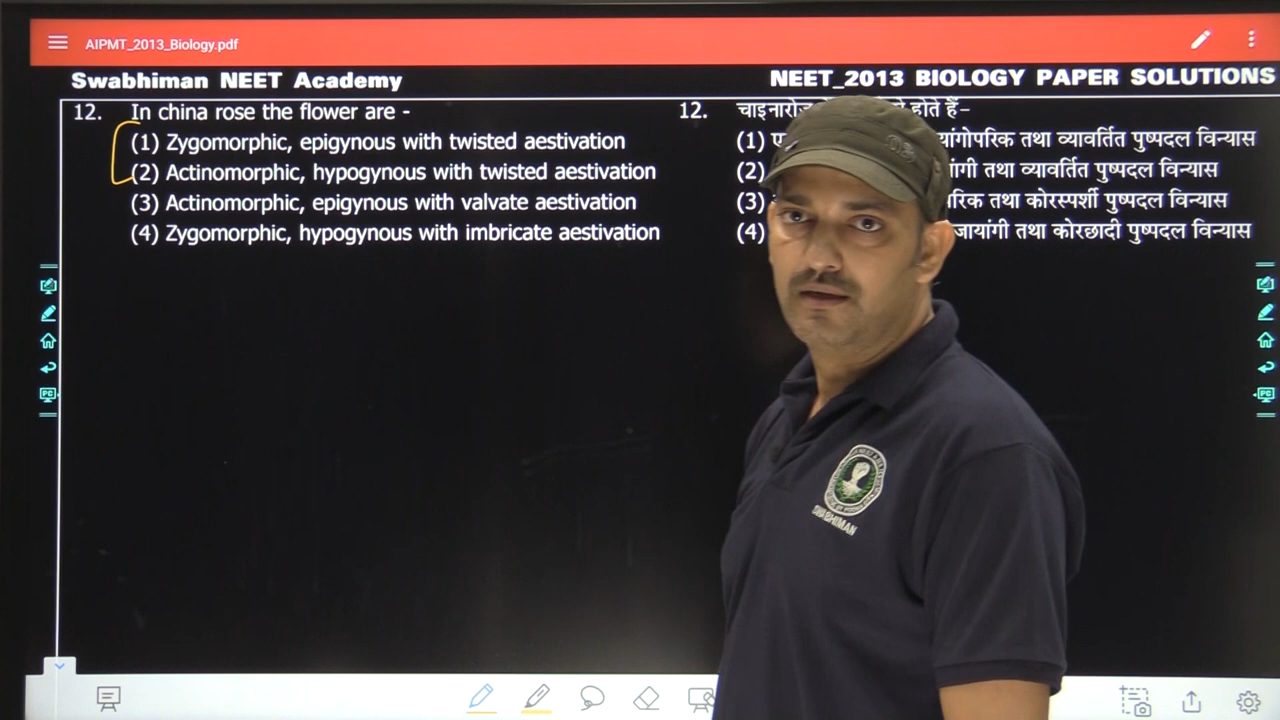 AIPMT_2013_Biology.pdf
Swabhiman NEET Academy
NEET_2013 BIOLOGY PAPER SOLUTIONS
12. In china rose the flower are -
(1) Zygomorphic, epigynous with twisted aestivation
(2) Actinomorphic, hypogynous with twisted aestivation
(3) Actinomorphic, epigynous with valvate aestivation
(4) Zygomorphic, hypogynous with imbricate aestivation
12. होते हैं–
(1) तथा व्यावर्तित पुष्पदल विन्यास
(2) तथा व्यावर्तित पुष्पदल विन्यास
(3) तथा कोरस्पर्शी पुष्पदल विन्यास
(4) तथा कोरछादी पुष्पदल विन्यास
PC
PC